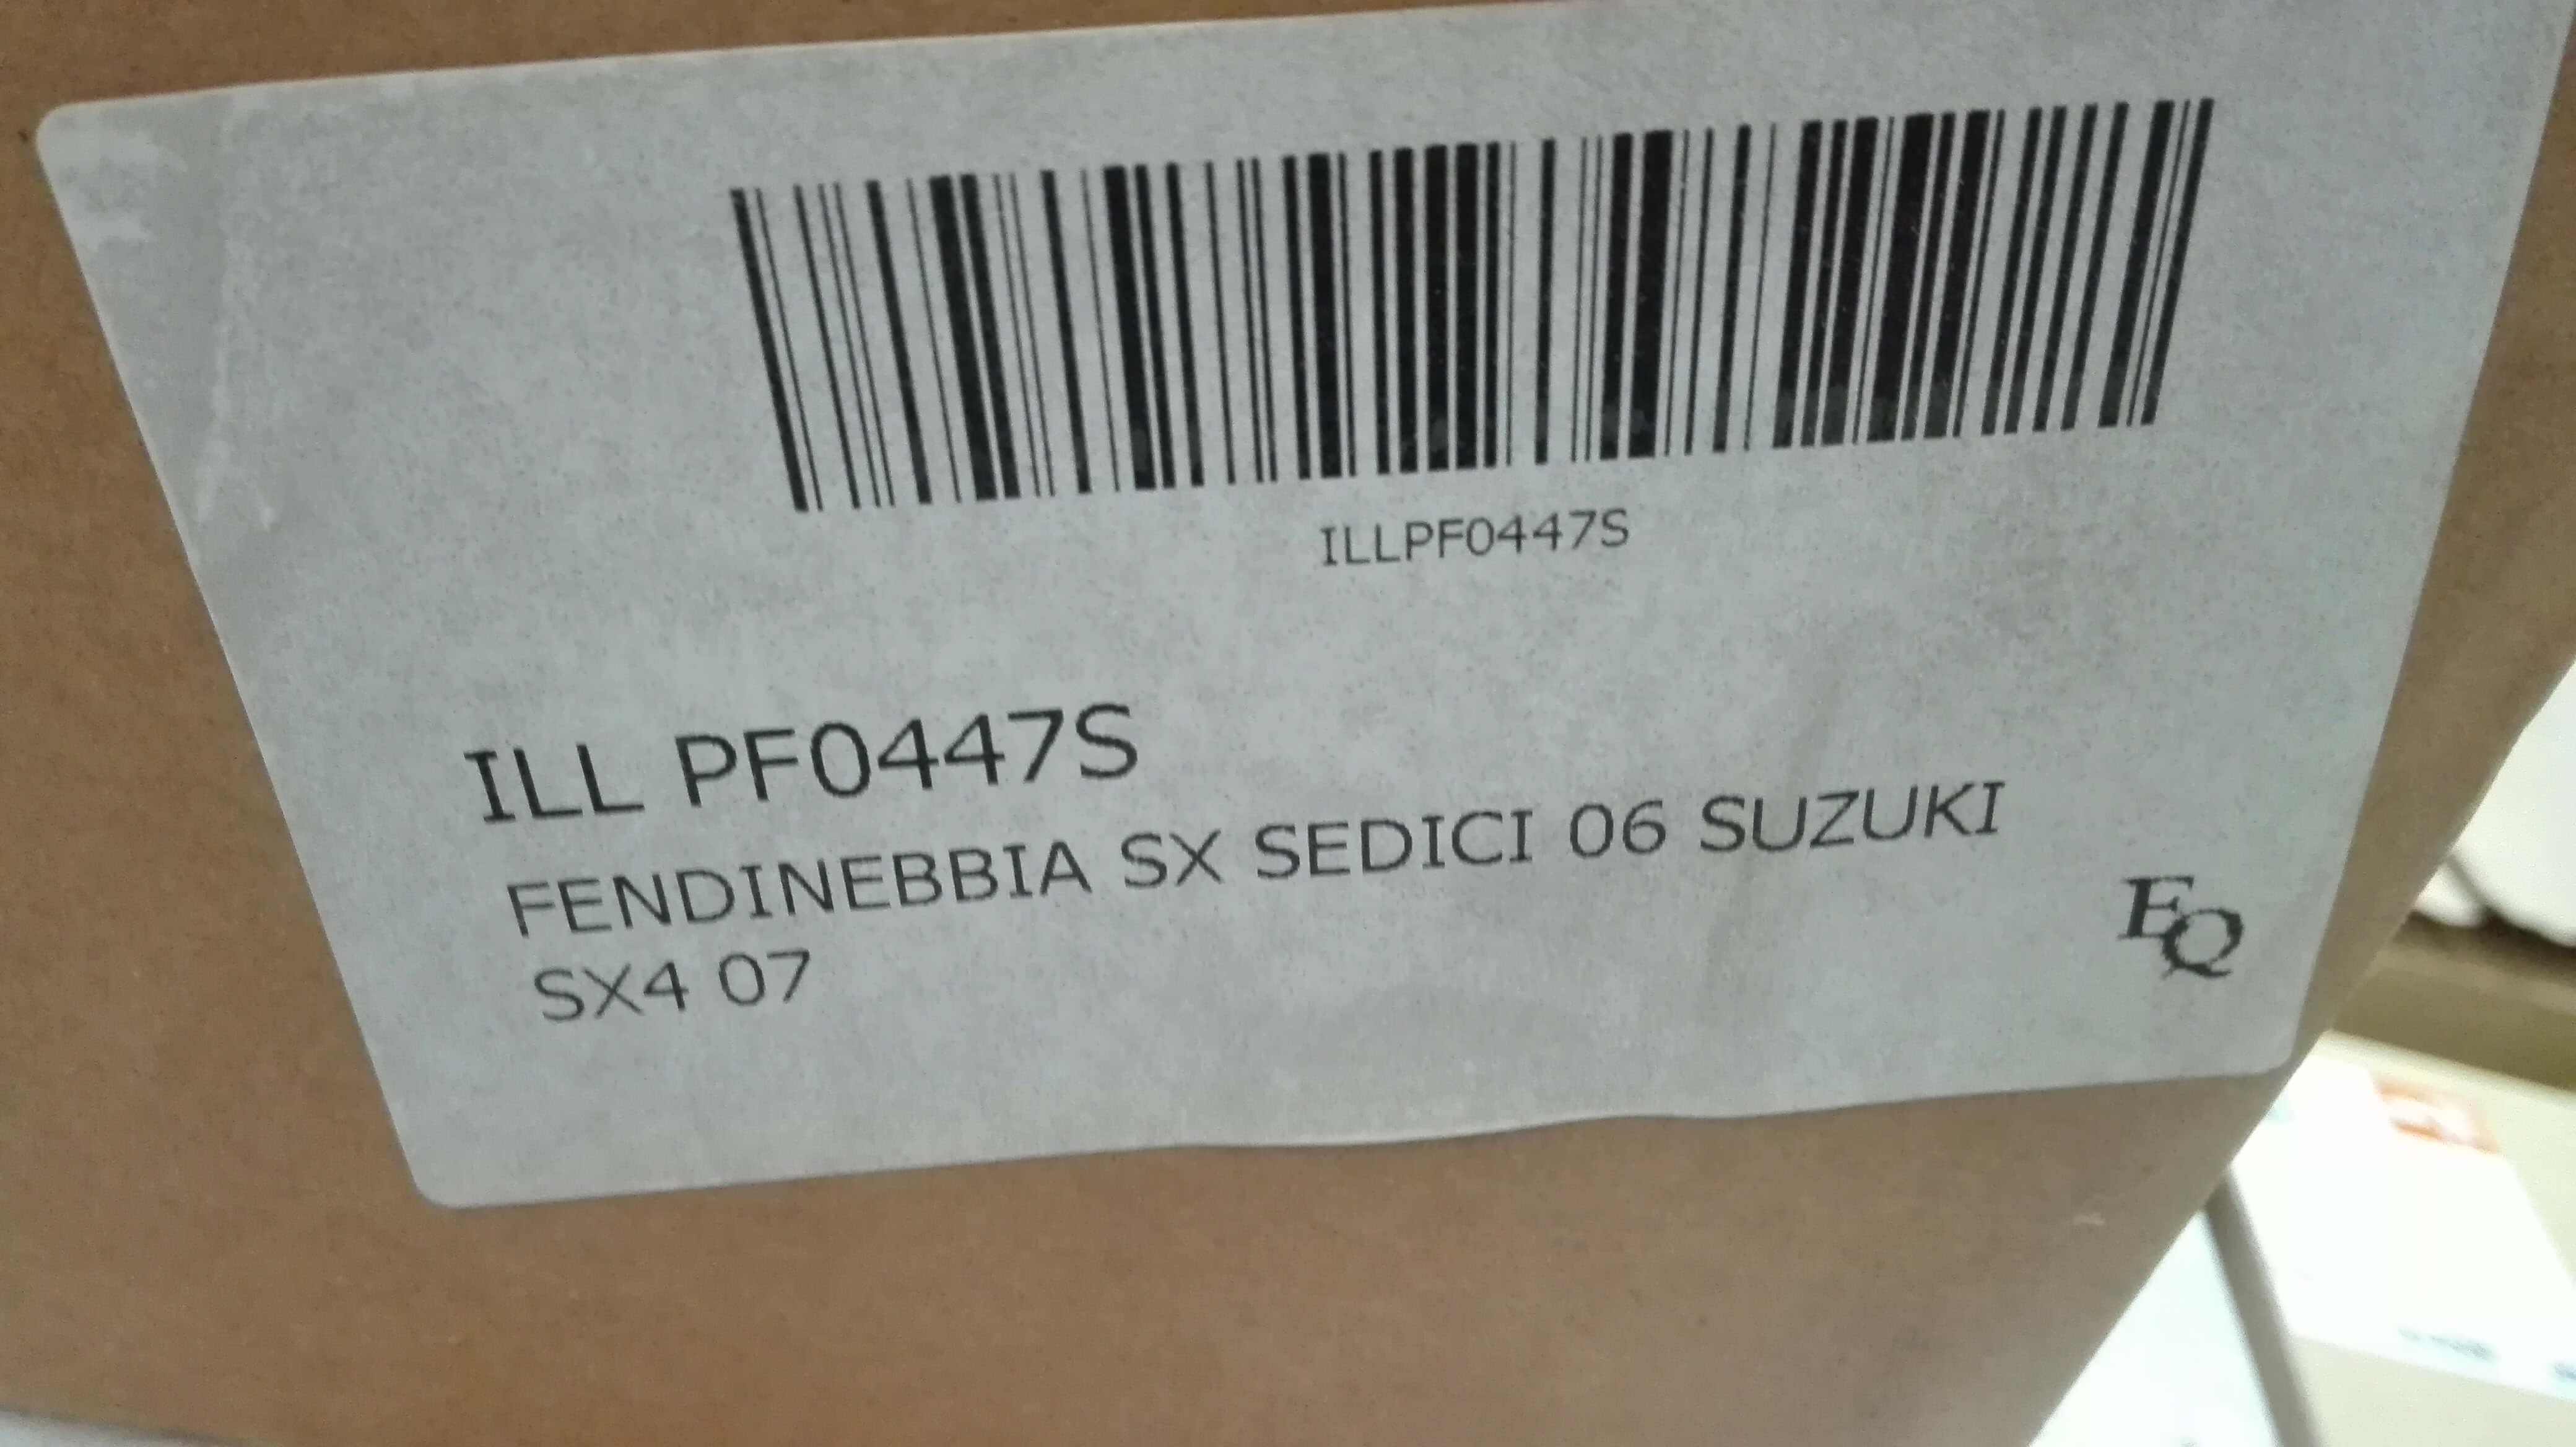 ILLPF0447S
ILL PF0447S
FENDINEBBIA SX SEDICI 06 SUZUKI
SX4 07
EQ